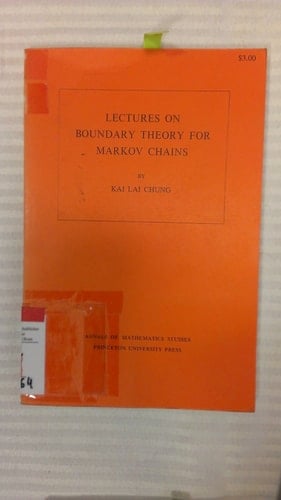 $3.00
LECTURES ON
BOUNDARY THEORY FOR
MARKOV CHAINS
BY
KAI LAI CHUNG
ANNALS OF MATHEMATICS STUDIES
PRINCETON UNIVERSITY PRESS
64